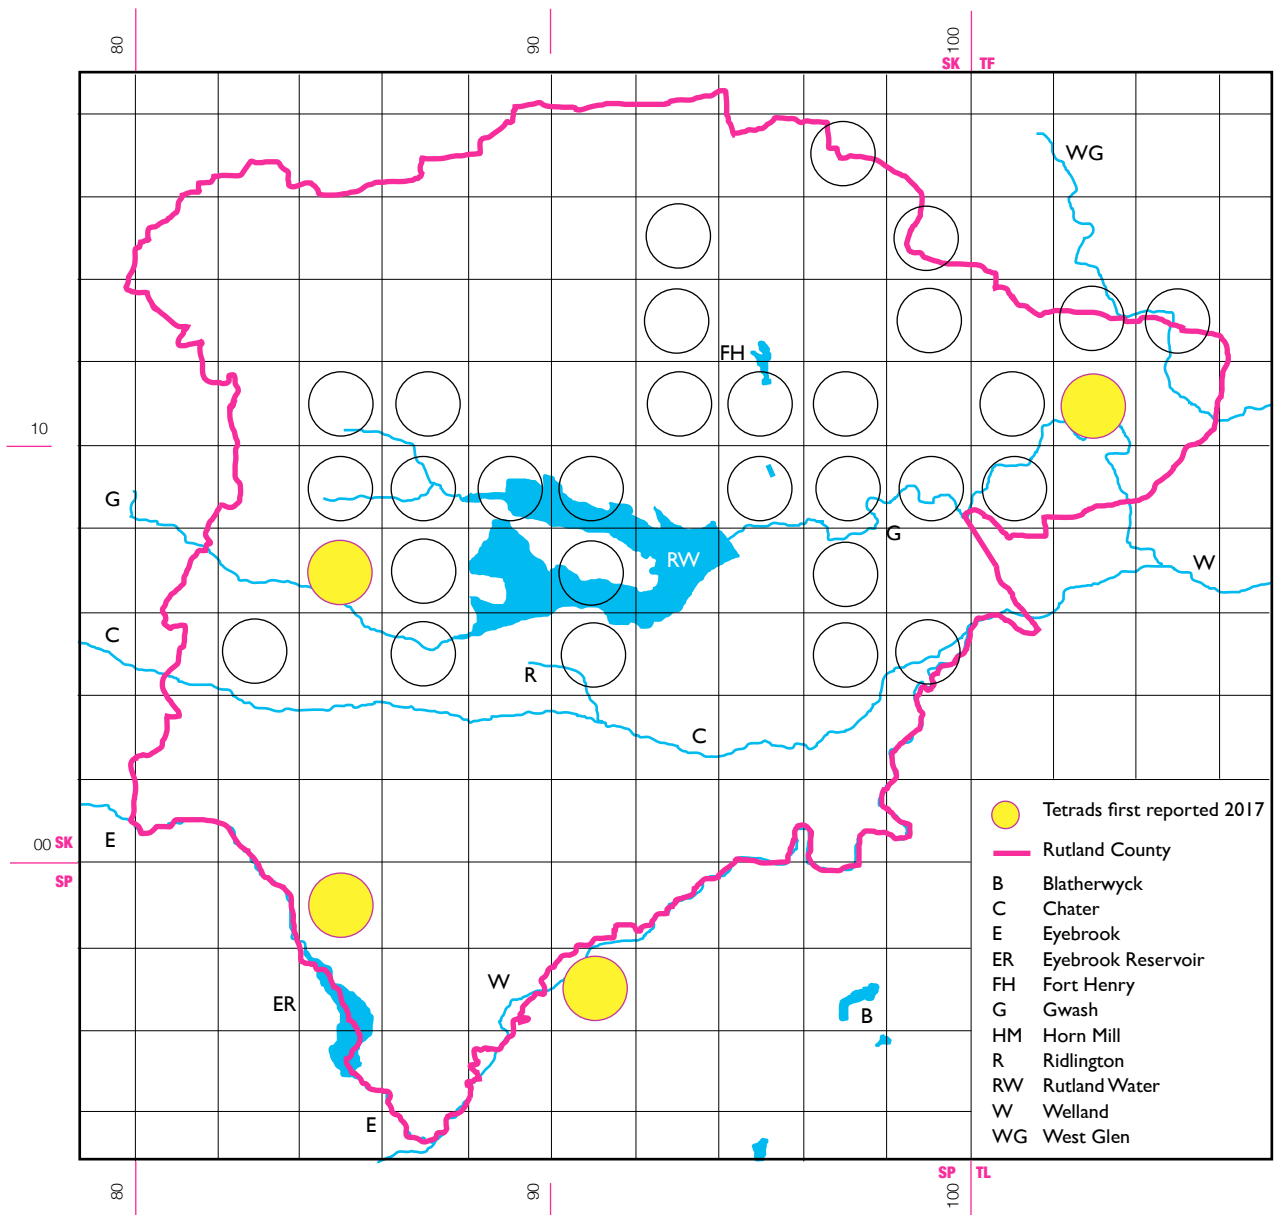 80
90
100
SK TF
WG
FH
10
G
G
RW
W
C
R
C
00 SK
E
SP
ER
W
B
E
Tetrads first reported 2017
Rutland County
B Blatherwyck
C Chater
E Eyebrook
ER Eyebrook Reservoir
FH Fort Henry
G Gwash
HM Horn Mill
R Ridlington
RW Rutland Water
W Welland
WG West Glen
SP TL
80
90
100